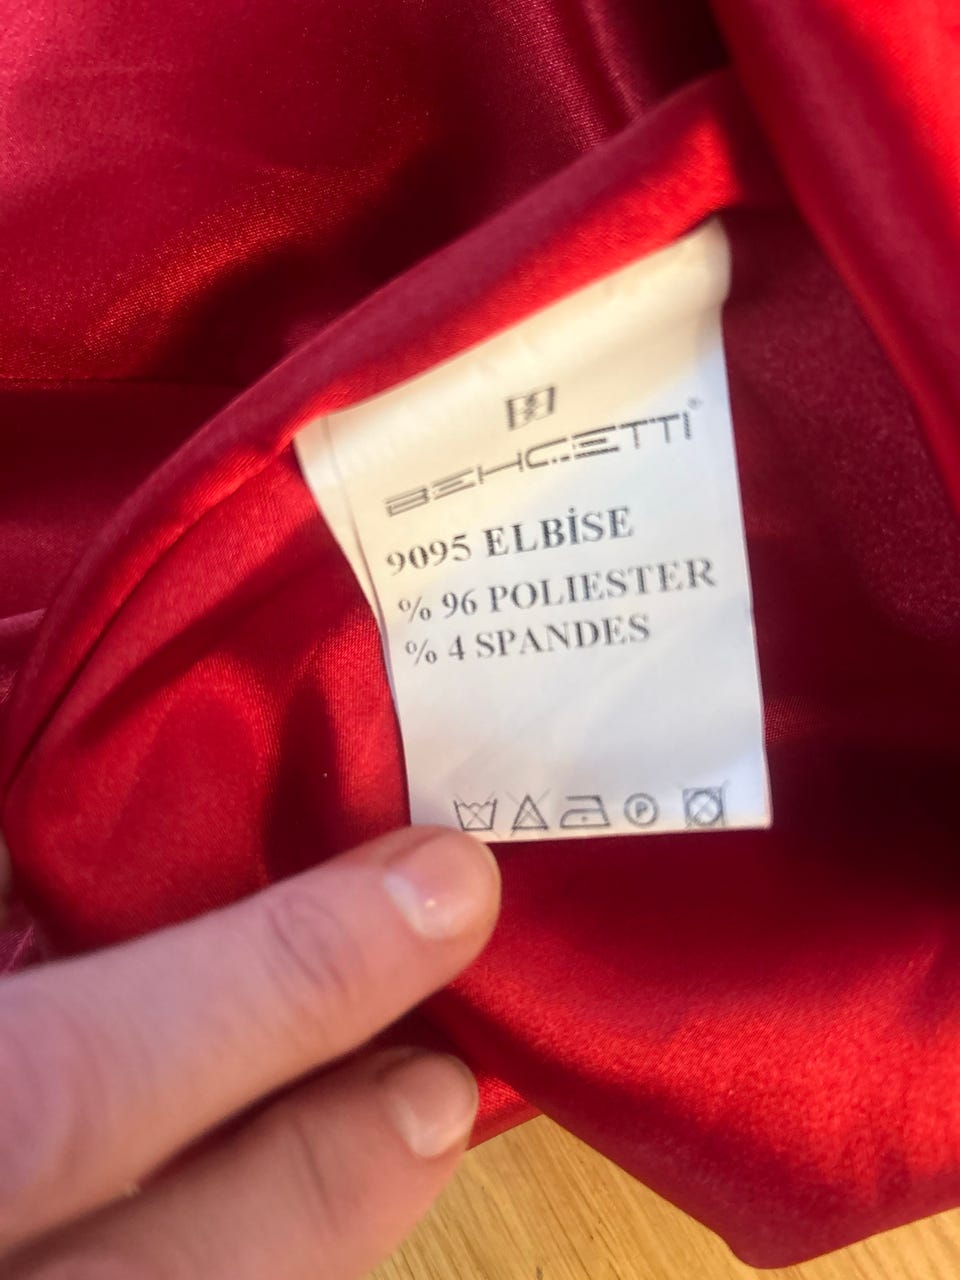 BEHCETTI
9095 ELBİSE
% 96 POLIESTER
% 4 SPANDES
P